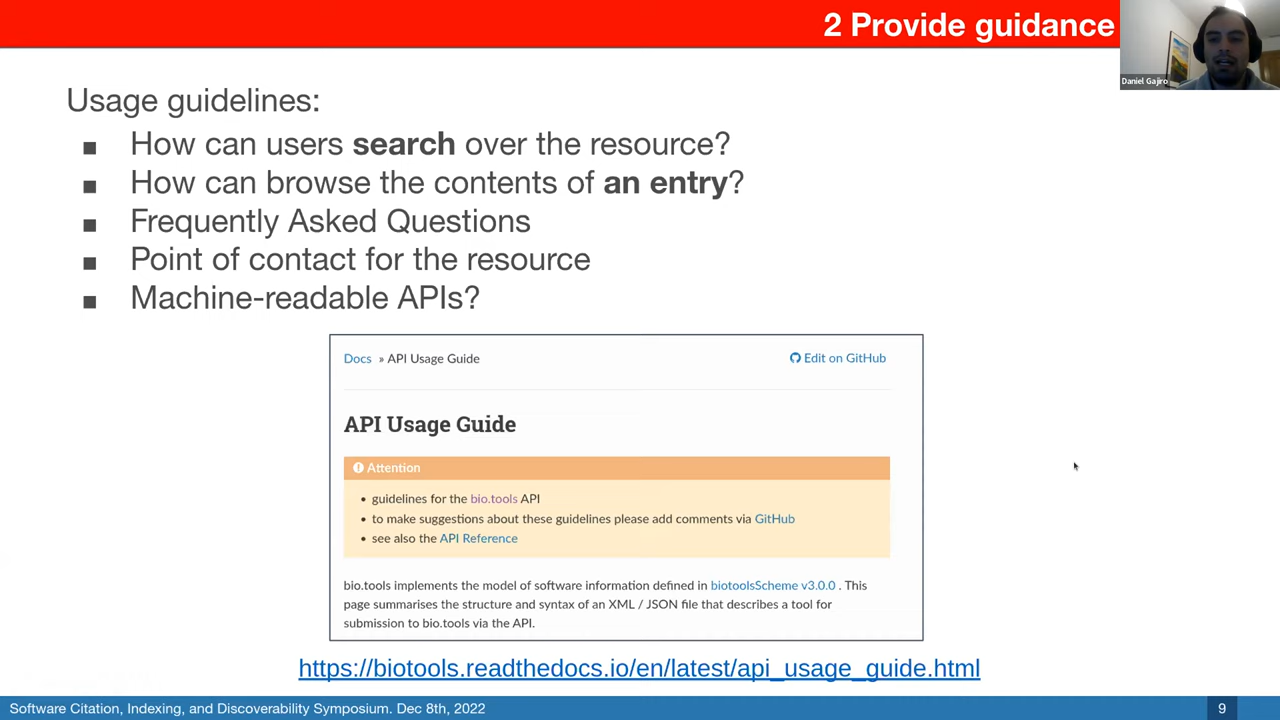 2 Provide guidance
Daniel Gajiro
Usage guidelines:
■ How can users search over the resource?
■ How can browse the contents of an entry?
■ Frequently Asked Questions
■ Point of contact for the resource
■ Machine-readable APIs?
Docs » API Usage Guide
Edit on GitHub
API Usage Guide
Attention
• guidelines for the bio.tools API
• to make suggestions about these guidelines please add comments via GitHub
• see also the API Reference
bio.tools implements the model of software information defined in biotoolsScheme v3.0.0 . This
page summarises the structure and syntax of an XML / JSON file that describes a tool for
submission to bio.tools via the API.
https://biotools.readthedocs.io/en/latest/api_usage_guide.html
Software Citation, Indexing, and Discoverability Symposium. Dec 8th, 2022
9